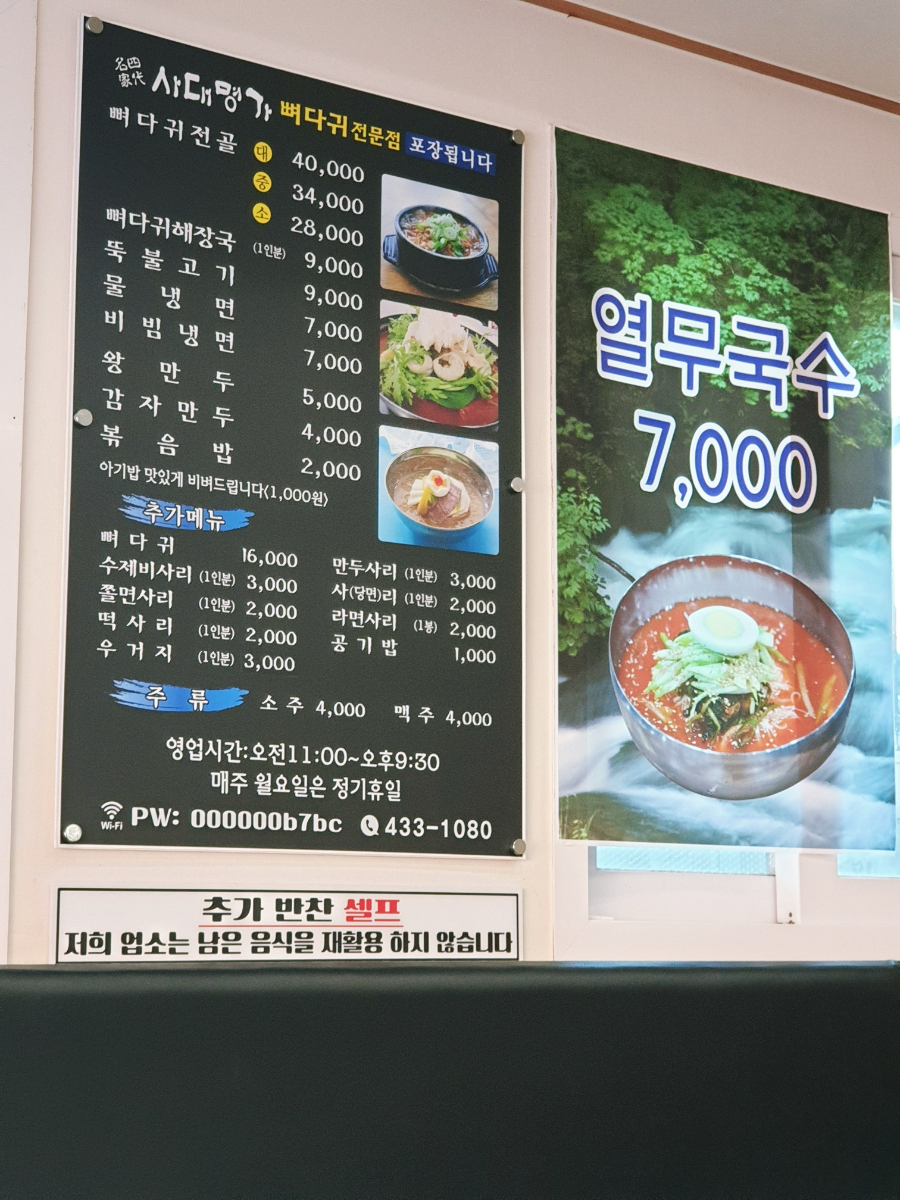 名家 四代 사대명가 뼈다귀전문점 포장됩니다
뼈다귀전골 대 40,000
중 34,000
소 28,000
뼈다귀해장국 (1인분) 9,000
뚝불고기 9,000
물냉면 7,000
비빔냉면 7,000
왕만두 5,000
감자만두 4,000
볶음밥 2,000
아기밥 맛있게 비벼드립니다(1,000원)
추가메뉴
뼈다귀 16,000
수제비사리 (1인분) 3,000
쫄면사리 (1인분) 2,000
떡사리 (1인분) 2,000
우거지 (1인분) 3,000
만두사리 (1인분) 3,000
사(당면)리 (1인분) 2,000
라면사리 (1봉) 2,000
공기밥 1,000
주류 소주 4,000 맥주 4,000
영업시간:오전11:00~오후9:30
매주 월요일은 정기휴일
Wi-Fi PW: 000000b7bc 433-1080
추가 반찬 셀프
저희 업소는 남은 음식을 재활용 하지 않습니다
열무국수
7,000